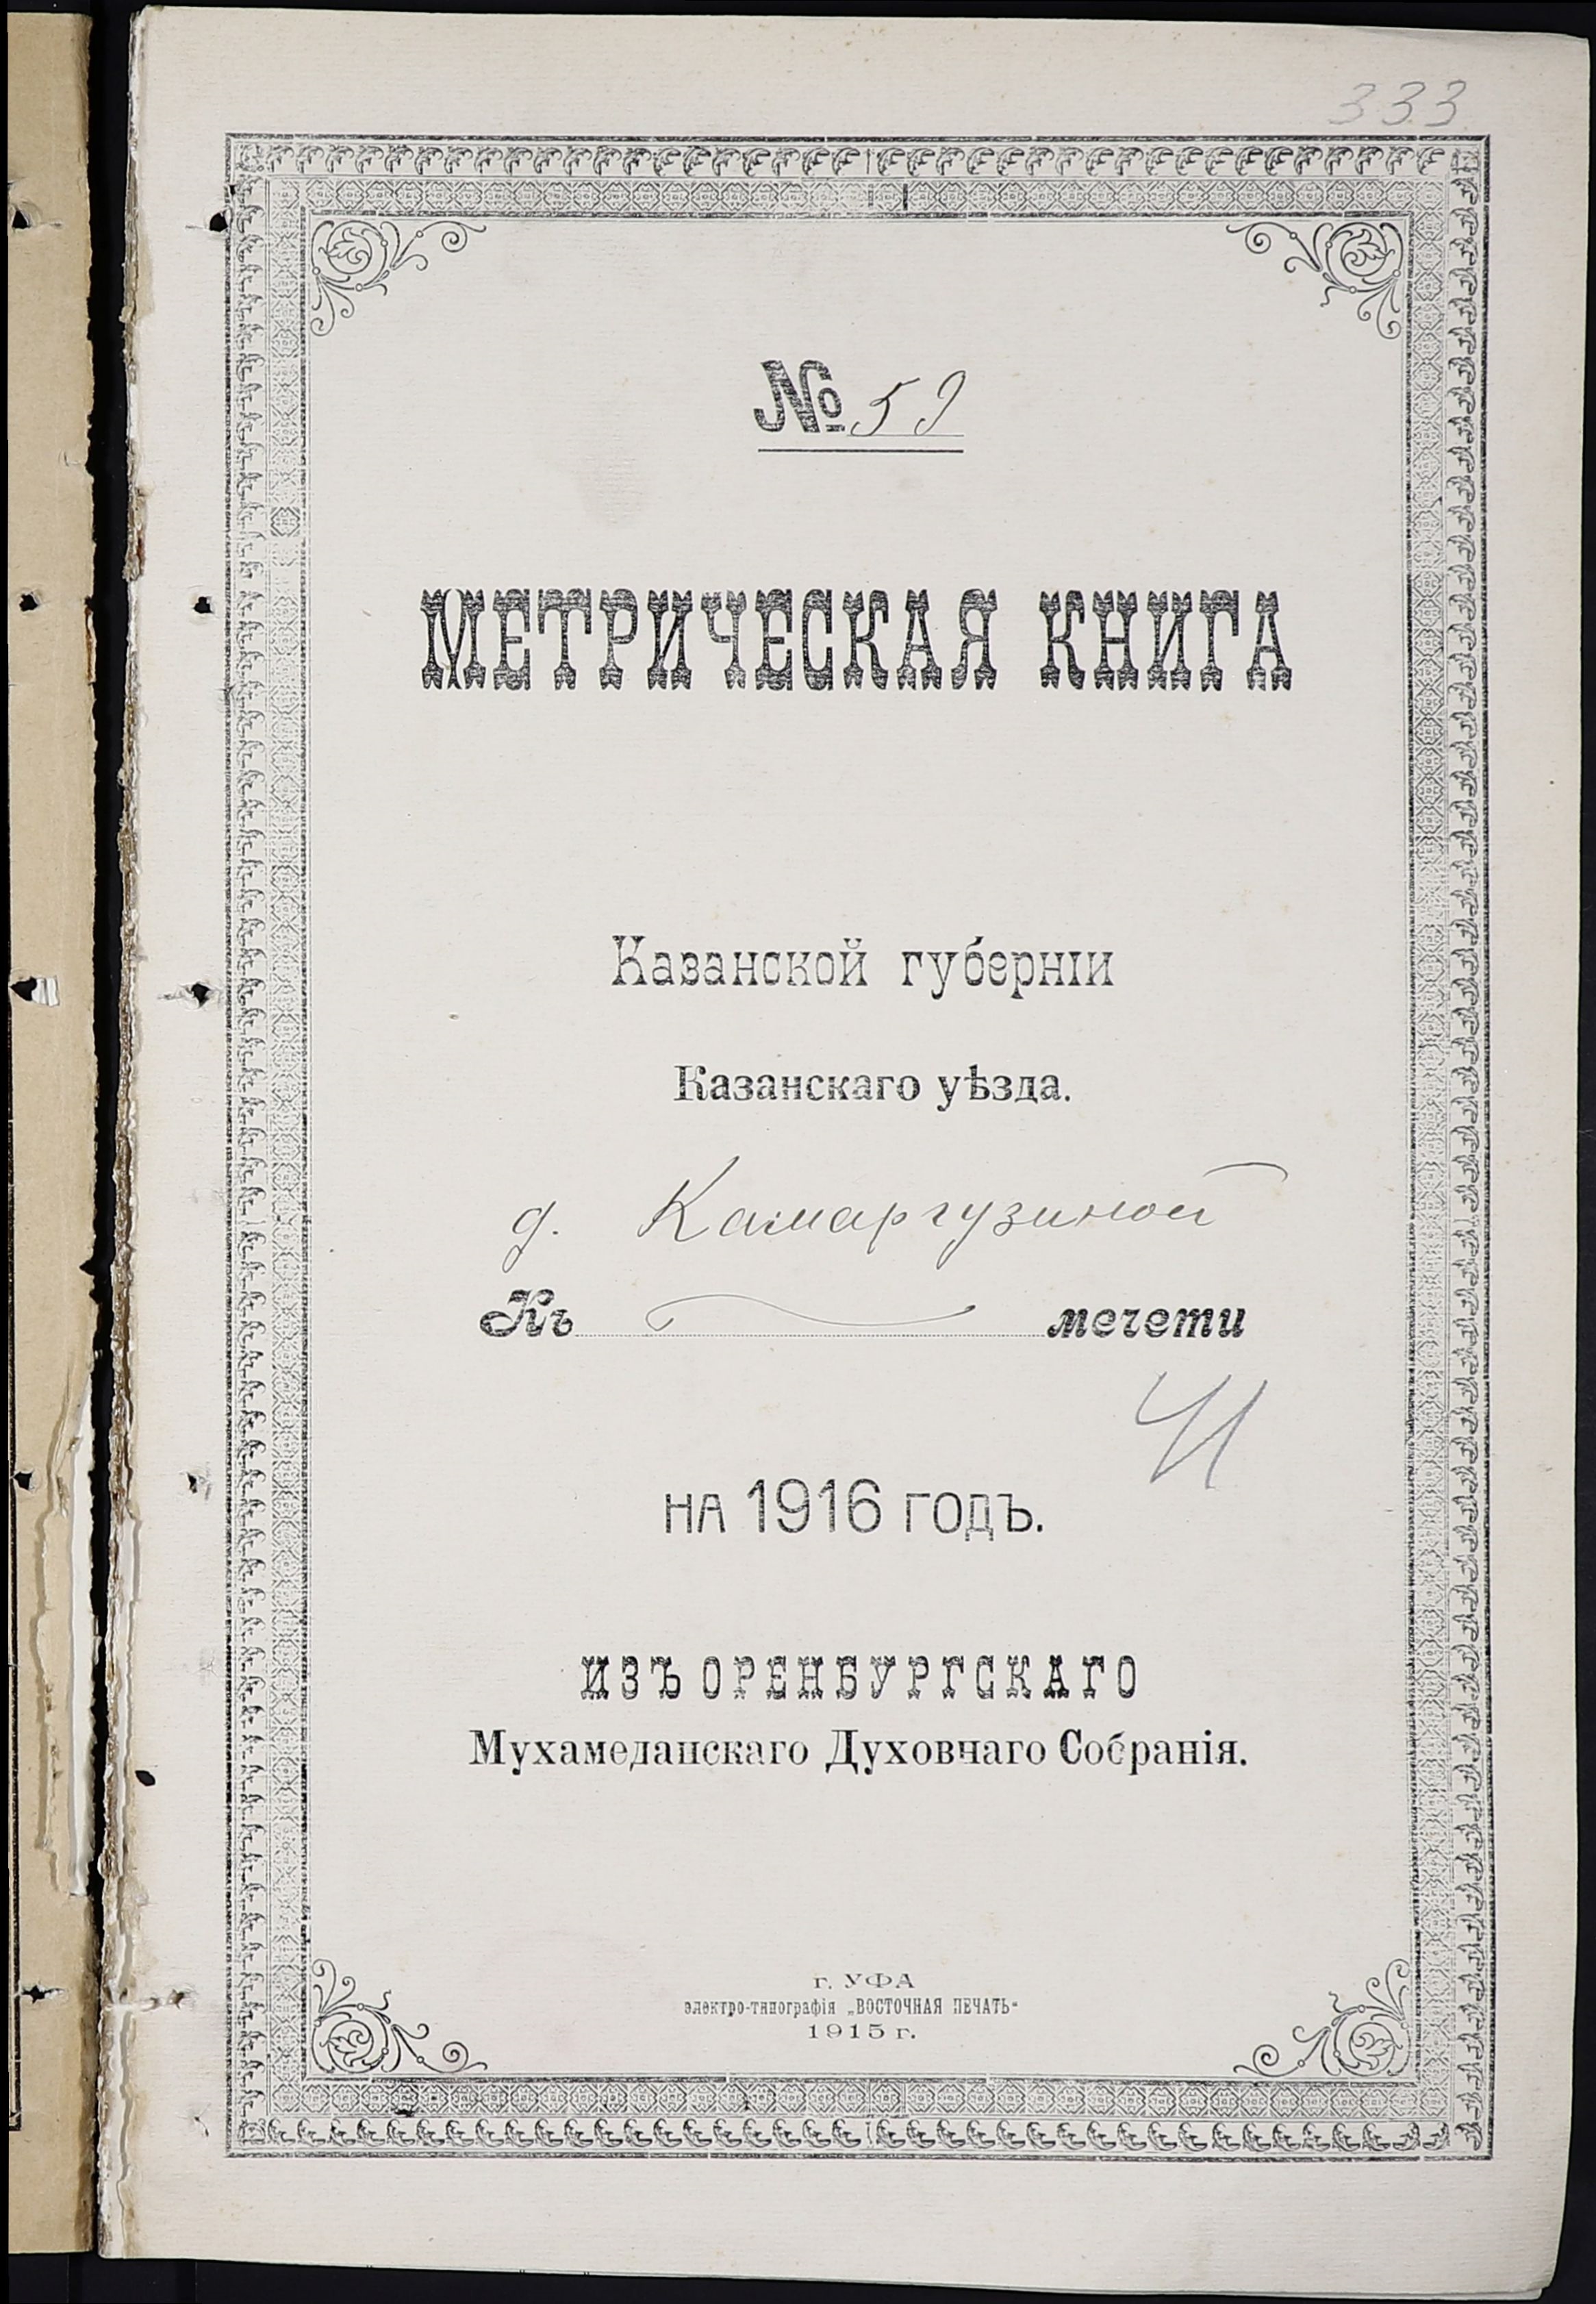 333
№ 59
МЕТРИЧЕСКАЯ КНИГА
Казанской губерніи
Казанскаго уѣзда.
д. Камаргузиной
Къ мечети
на 1916 годъ.
ИЗЪ ОРЕНБУРГСКАГО
Мухамеданскаго Духовнаго Собранія.
г. УФА
электро-типографія „ВОСТОЧНАЯ ПЕЧАТЬ“
1915 г.